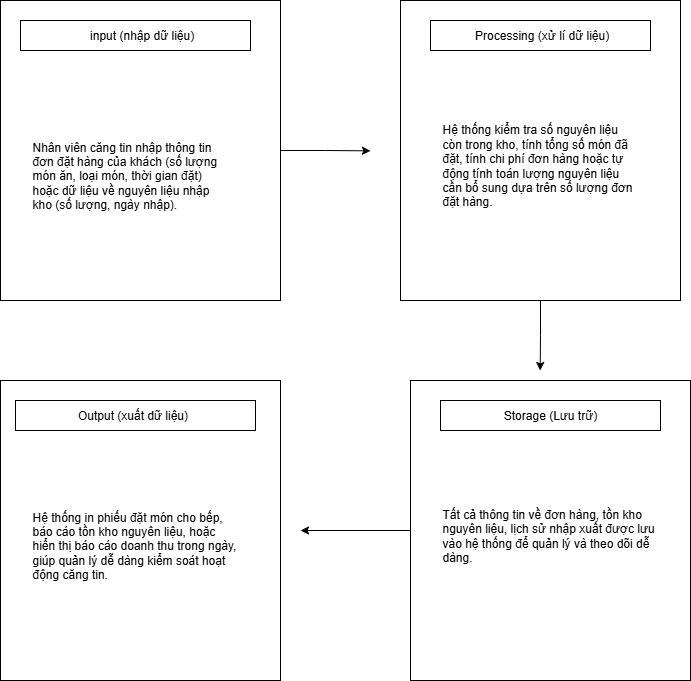 input (nhập dữ liệu)
Nhân viên căng tin nhập thông tin
đơn đặt hàng của khách (số lượng
món ăn, loại món, thời gian đặt)
hoặc dữ liệu về nguyên liệu nhập
kho (số lượng, ngày nhập).
Processing (xử lí dữ liệu)
Hệ thống kiểm tra số nguyên liệu
còn trong kho, tính tổng số món đã
đặt, tính chi phí đơn hàng hoặc tự
động tính toán lượng nguyên liệu
cần bổ sung dựa trên số lượng đơn
đặt hàng.
Output (xuất dữ liệu)
Hệ thống in phiếu đặt món cho bếp,
báo cáo tồn kho nguyên liệu, hoặc
hiển thị báo cáo doanh thu trong ngày,
giúp quản lý dễ dàng kiểm soát hoạt
động căng tin.
Storage (Lưu trữ)
Tất cả thông tin về đơn hàng, tồn kho
nguyên liệu, lịch sử nhập xuất được lưu
vào hệ thống để quản lý và theo dõi dễ
dàng.